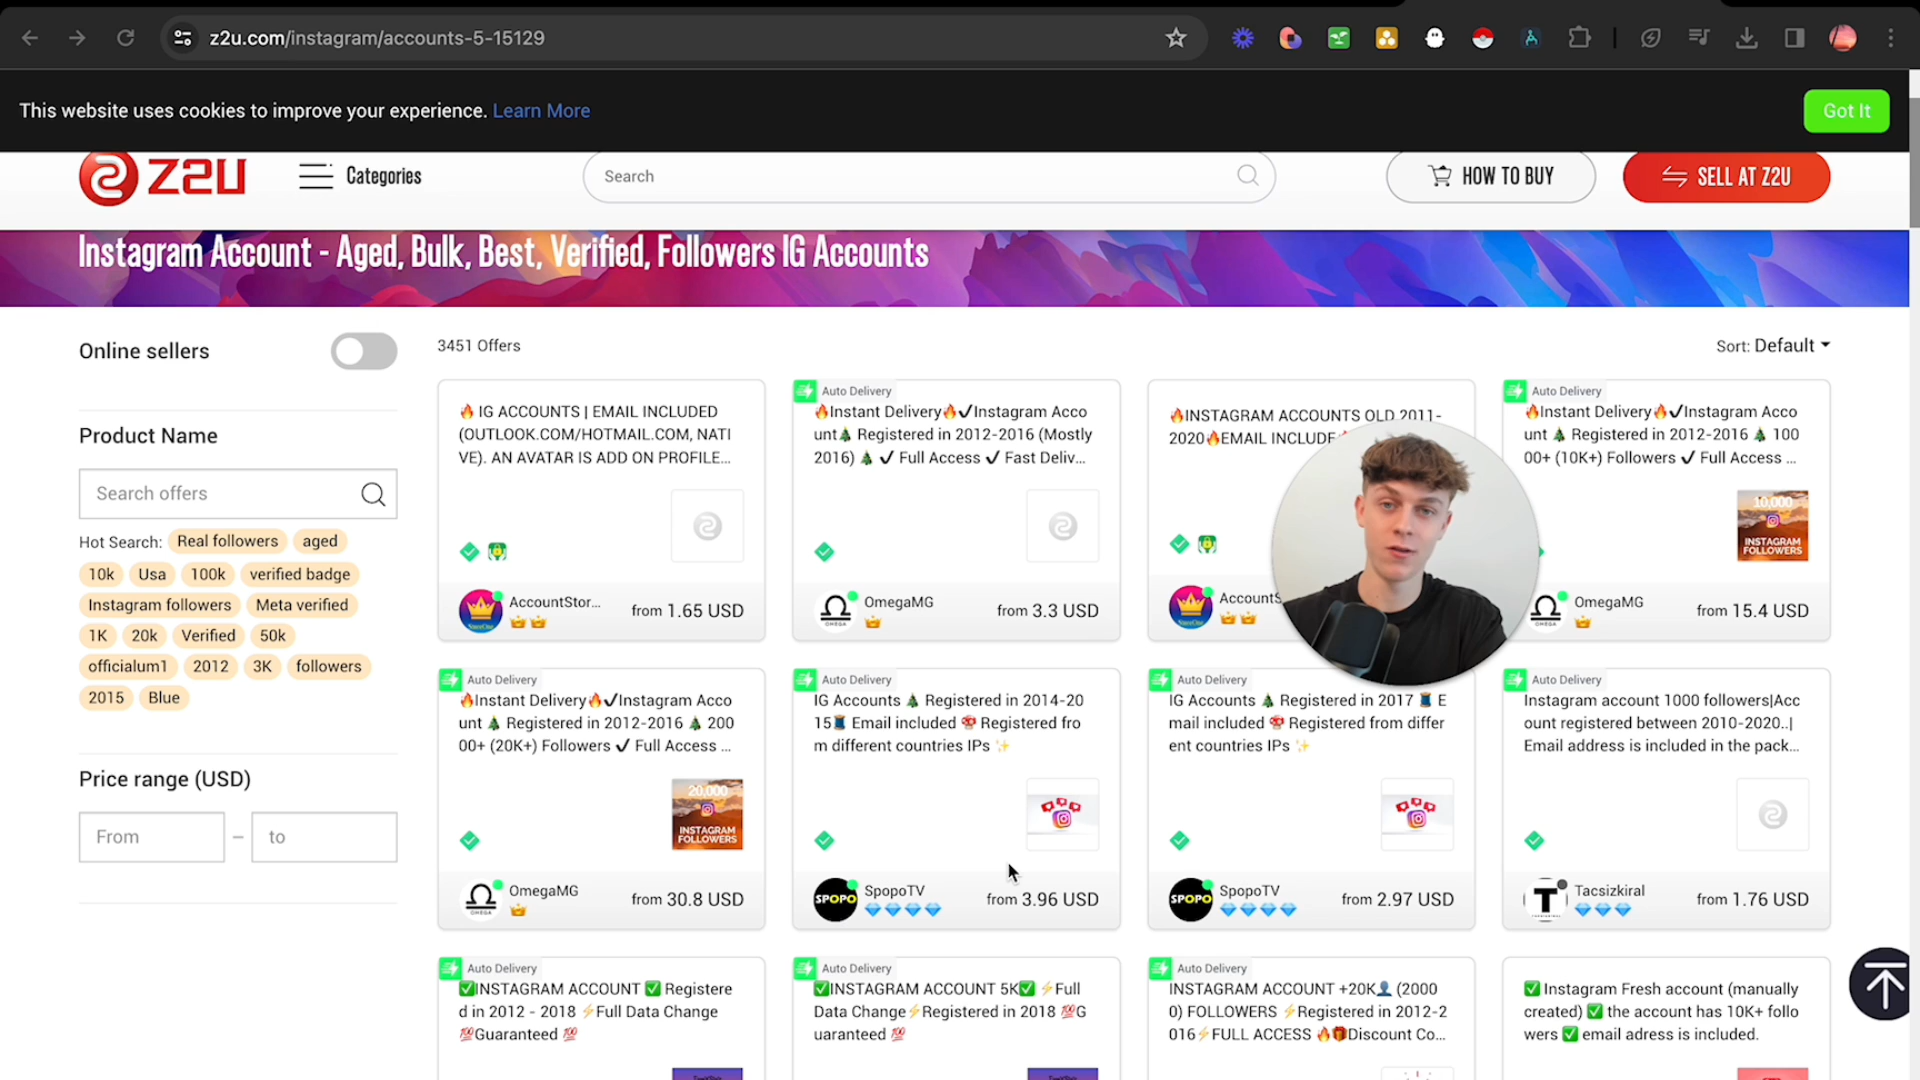 z2u.com/instagram/accounts-5-15129
This website uses cookies to improve your experience. Learn More
Got It
Z2U
Categories
Search
HOW TO BUY
SELL AT Z2U
Instagram Account - Aged, Bulk, Best, Verified, Followers IG Accounts
Online sellers
3451 Offers
Sort: Default
Product Name
Search offers
Hot Search: Real followers aged
10k Usa 100k verified badge
Instagram followers Meta verified
1K 20k Verified 50k
officialum1 2012 3K followers
2015 Blue
Price range (USD)
From – to
🔥 IG ACCOUNTS | EMAIL INCLUDED
(OUTLOOK.COM/HOTMAIL.COM, NATI
VE). AN AVATAR IS ADD ON PROFILE...
AccountStor...
from 1.65 USD
Auto Delivery
🔥Instant Delivery🔥✔Instagram Acco
unt🎄 Registered in 2012-2016 (Mostly
2016) 🎄 ✔ Full Access ✔ Fast Deliv...
OMEGA
OmegaMG
from 3.3 USD
🔥INSTAGRAM ACCOUNTS OLD 2011-
2020🔥EMAIL INCLUDE
AccountS
Auto Delivery
🔥Instant Delivery🔥✔Instagram Acco
unt 🎄 Registered in 2012-2016 🎄 100
00+ (10K+) Followers ✔ Full Access ...
10,000
INSTAGRAM
FOLLOWERS
OMEGA
OmegaMG
from 15.4 USD
Auto Delivery
🔥Instant Delivery🔥✔Instagram Acco
unt 🎄 Registered in 2012-2016 🎄 200
00+ (20K+) Followers ✔ Full Access ...
20,000
INSTAGRAM
FOLLOWERS
OMEGA
OmegaMG
from 30.8 USD
Auto Delivery
IG Accounts 🎄 Registered in 2014-20
15🧵 Email included 🍄 Registered fro
m different countries IPs ✨
SPOPO
SpopoTV
from 3.96 USD
Auto Delivery
IG Accounts 🎄 Registered in 2017 🧵 E
mail included 🍄 Registered from differ
ent countries IPs ✨
SPOPO
SpopoTV
from 2.97 USD
Auto Delivery
Instagram account 1000 followers|Acc
ount registered between 2010-2020..|
Email address is included in the pack...
T
Tacsizkiral
from 1.76 USD
Auto Delivery
✅INSTAGRAM ACCOUNT ✅ Registere
d in 2012 - 2018 ⚡Full Data Change
💯Guaranteed 💯
Auto Delivery
✅INSTAGRAM ACCOUNT 5K✅ ⚡Full
Data Change⚡Registered in 2018 💯G
uaranteed 💯
Auto Delivery
INSTAGRAM ACCOUNT +20K👤 (2000
0) FOLLOWERS ⚡Registered in 2012-2
016⚡FULL ACCESS 🔥🎁Discount Co...
✅ Instagram Fresh account (manually
created) ✅ the account has 10K+ follo
wers ✅ email adress is included.